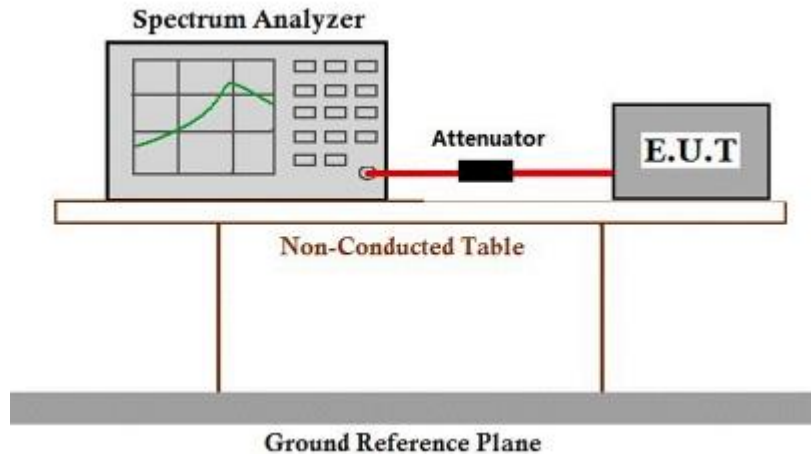 Spectrum Analyzer
Attenuator
E.U.T
Non-Conducted Table
Ground Reference Plane